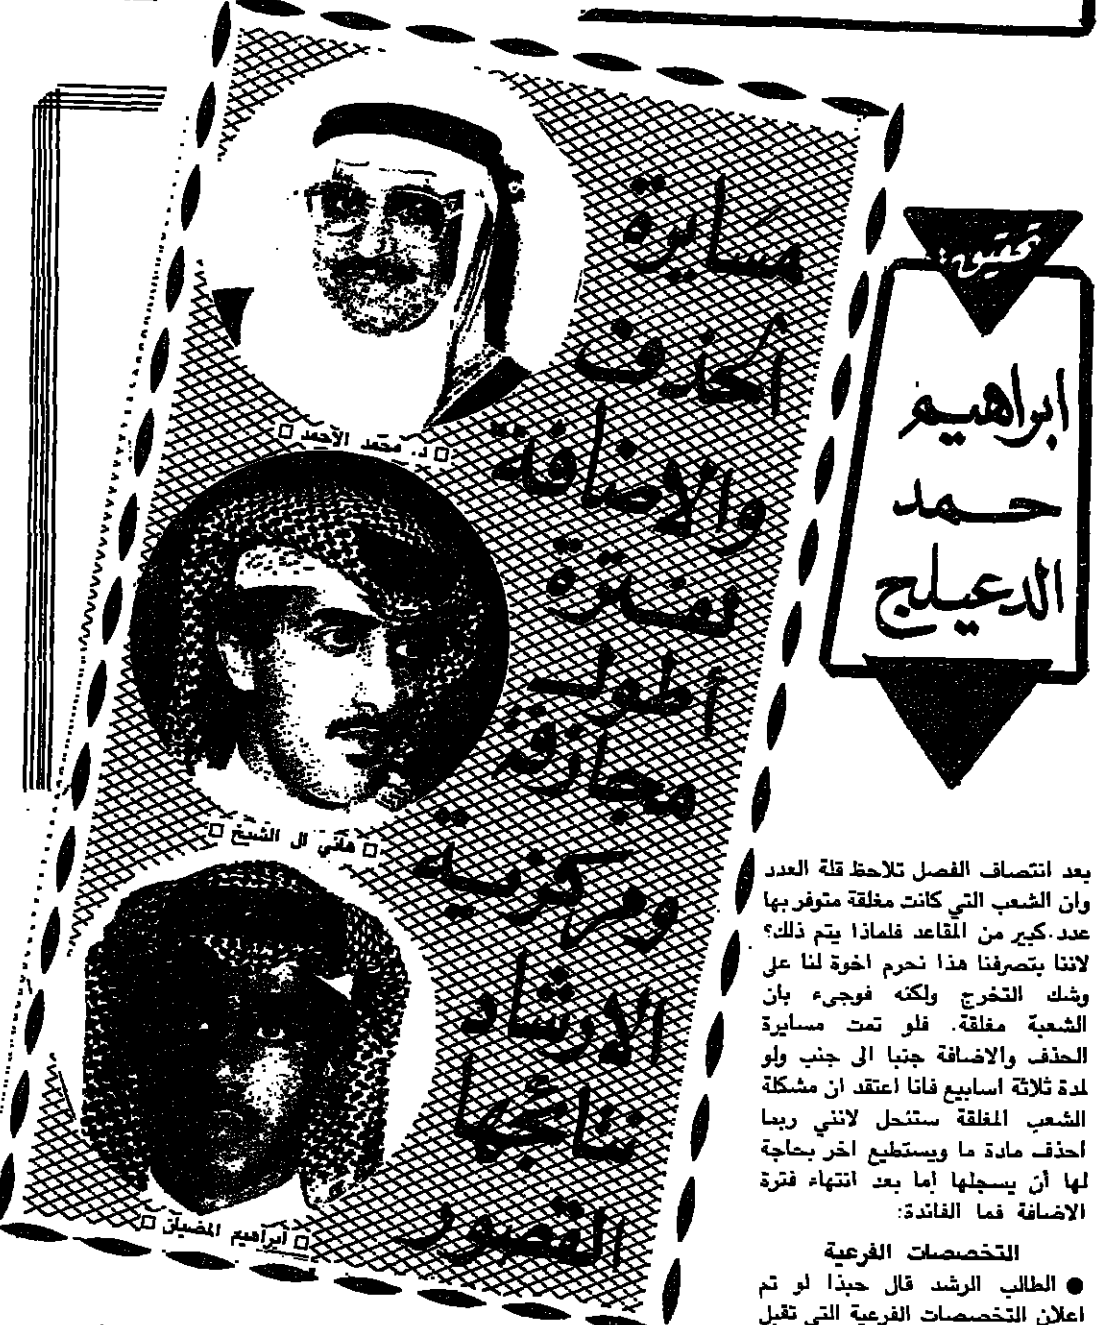 تحقيق:
ابراهيم
حمد
الدعيلج
مسايرة
الحذف
والاضافة
لفترة
أطول
مجازفة
ومركزية
الارشاد
نتائجها
القصور
□ د. محمد الأحمد □
□ هاني ال الشيخ □
□ ابراهيم المضيان □
بعد انتصاف الفصل تلاحظ قلة العدد
وان الشعب التي كانت مغلقة متوفر بها
عدد كبير من المقاعد فلماذا يتم ذلك؟
لاننا بتصرفنا هذا نحرم اخوة لنا على
وشك التخرج ولكنه فوجىء بأن
الشعبة مغلقة. فلو تمت مسايرة
الحذف والاضافة جنبا الى جنب ولو
لمدة ثلاثة اسابيع فانا اعتقد ان مشكلة
الشعب المغلقة ستنحل لانني ربما
احذف مادة ما ويستطيع اخر بحاجة
لها أن يسجلها أما بعد انتهاء فترة
الاضافة فما الفائدة:
التخصصات الفرعية
● الطالب الرشد قال حبذا لو تم
اعلان التخصصات الفرعية التي تقبل